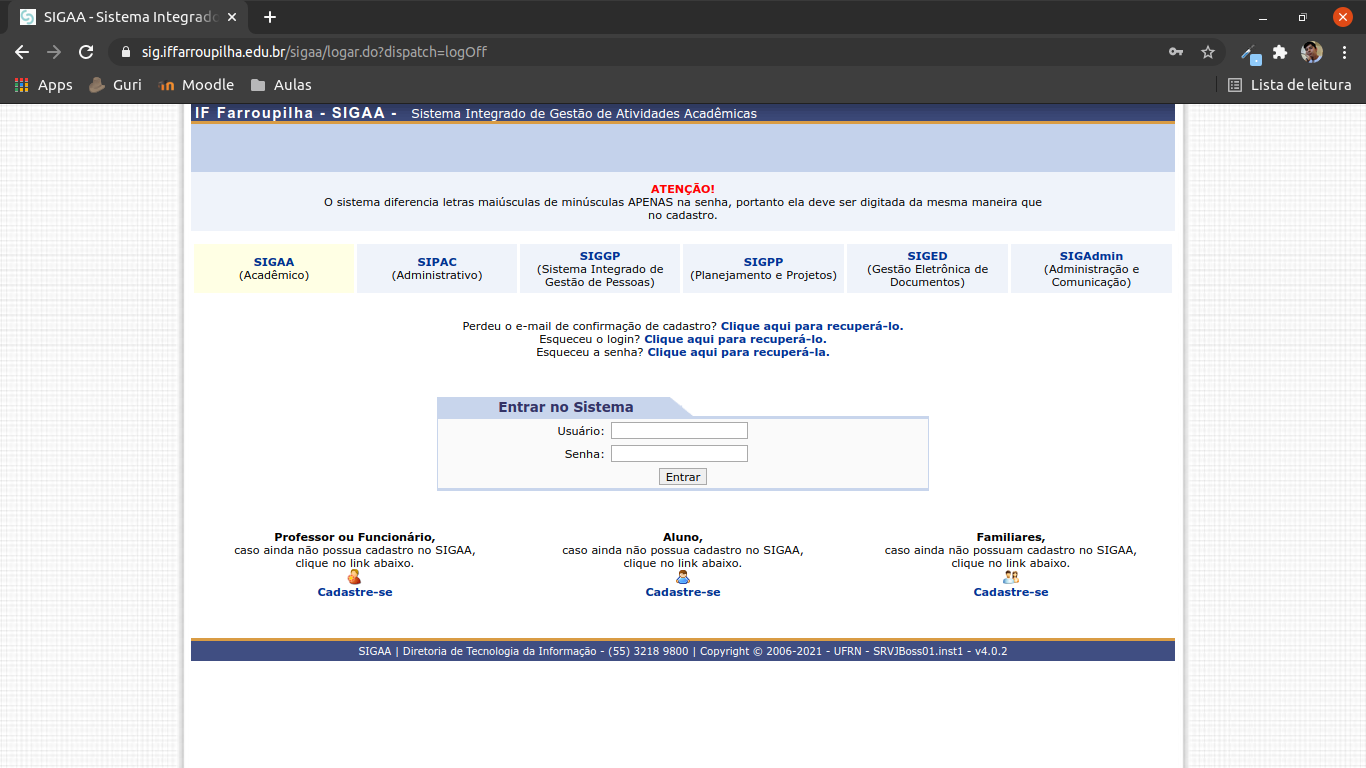 SIGAA - Sistema Integrado
sig.iffarroupilha.edu.br/sigaa/logar.do?dispatch=logOff
Apps Guri Moodle Aulas Lista de leitura
IF Farroupilha - SIGAA - Sistema Integrado de Gestão de Atividades Acadêmicas
ATENÇÃO!
O sistema diferencia letras maiúsculas de minúsculas APENAS na senha, portanto ela deve ser digitada da mesma maneira que
no cadastro.
SIGAA
(Acadêmico)
SIPAC
(Administrativo)
SIGGP
(Sistema Integrado de
Gestão de Pessoas)
SIGPP
(Planejamento e Projetos)
SIGED
(Gestão Eletrônica de
Documentos)
SIGAdmin
(Administração e
Comunicação)
Perdeu o e-mail de confirmação de cadastro? Clique aqui para recuperá-lo.
Esqueceu o login? Clique aqui para recuperá-lo.
Esqueceu a senha? Clique aqui para recuperá-la.
Entrar no Sistema
Usuário:
Senha:
Entrar
Professor ou Funcionário,
caso ainda não possua cadastro no SIGAA,
clique no link abaixo.
Cadastre-se
Aluno,
caso ainda não possua cadastro no SIGAA,
clique no link abaixo.
Cadastre-se
Familiares,
caso ainda não possuam cadastro no SIGAA,
clique no link abaixo.
Cadastre-se
SIGAA | Diretoria de Tecnologia da Informação - (55) 3218 9800 | Copyright © 2006-2021 - UFRN - SRVJBoss01.inst1 - v4.0.2